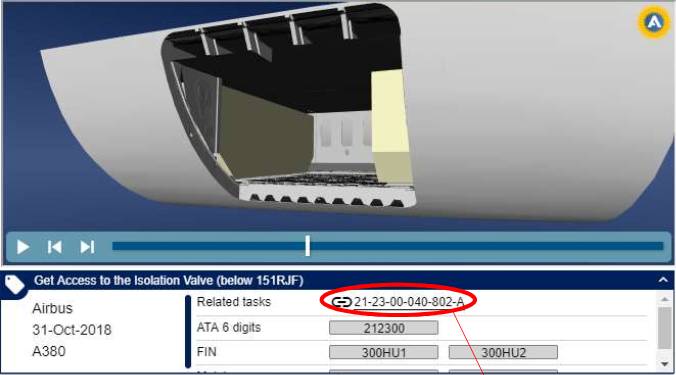 A
Get Access to the Isolation Valve (below 151RJF)
Airbus
31-Oct-2018
A380
Related tasks 21-23-00-040-802-A
ATA 6 digits 212300
FIN 300HU1 300HU2